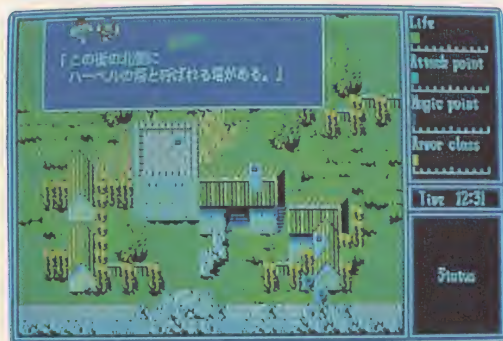 「この街の北側に
ハーベルの塔と呼ばれる塔がある。」
Life
Attack point
Magic point
Armor class
Time 12:31
Status